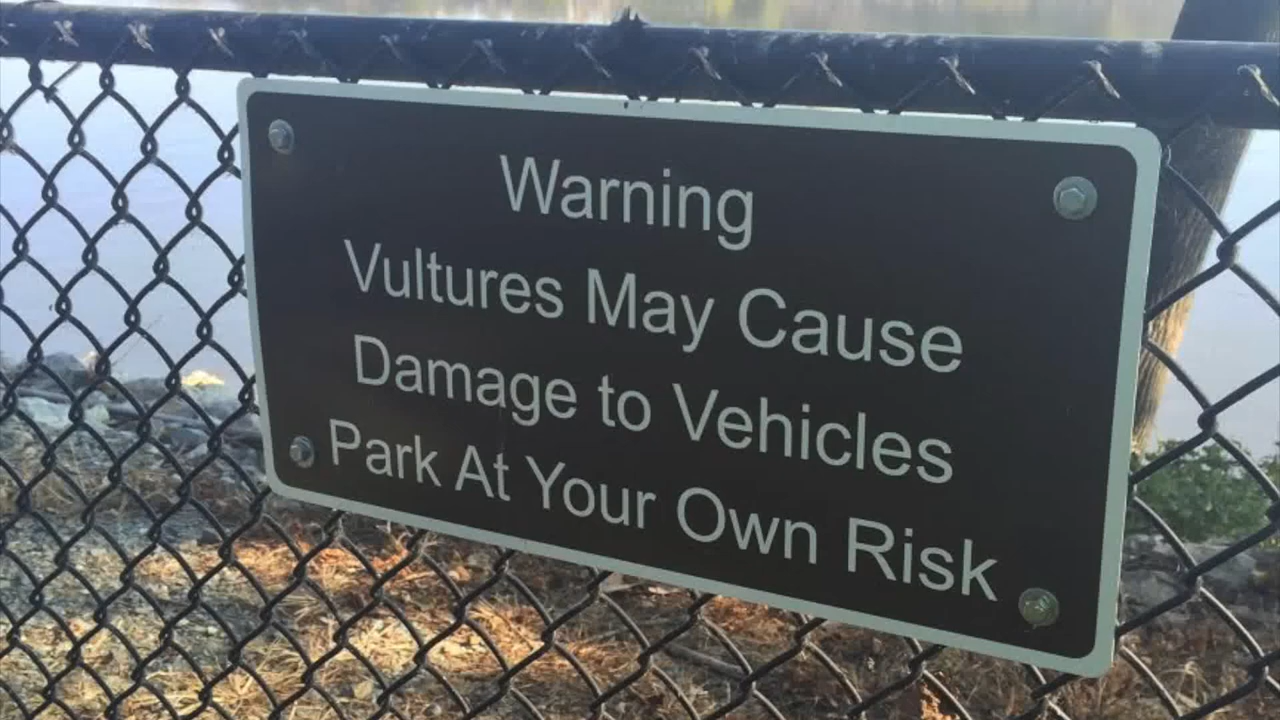 Warning
Vultures May Cause
Damage to Vehicles
Park At Your Own Risk